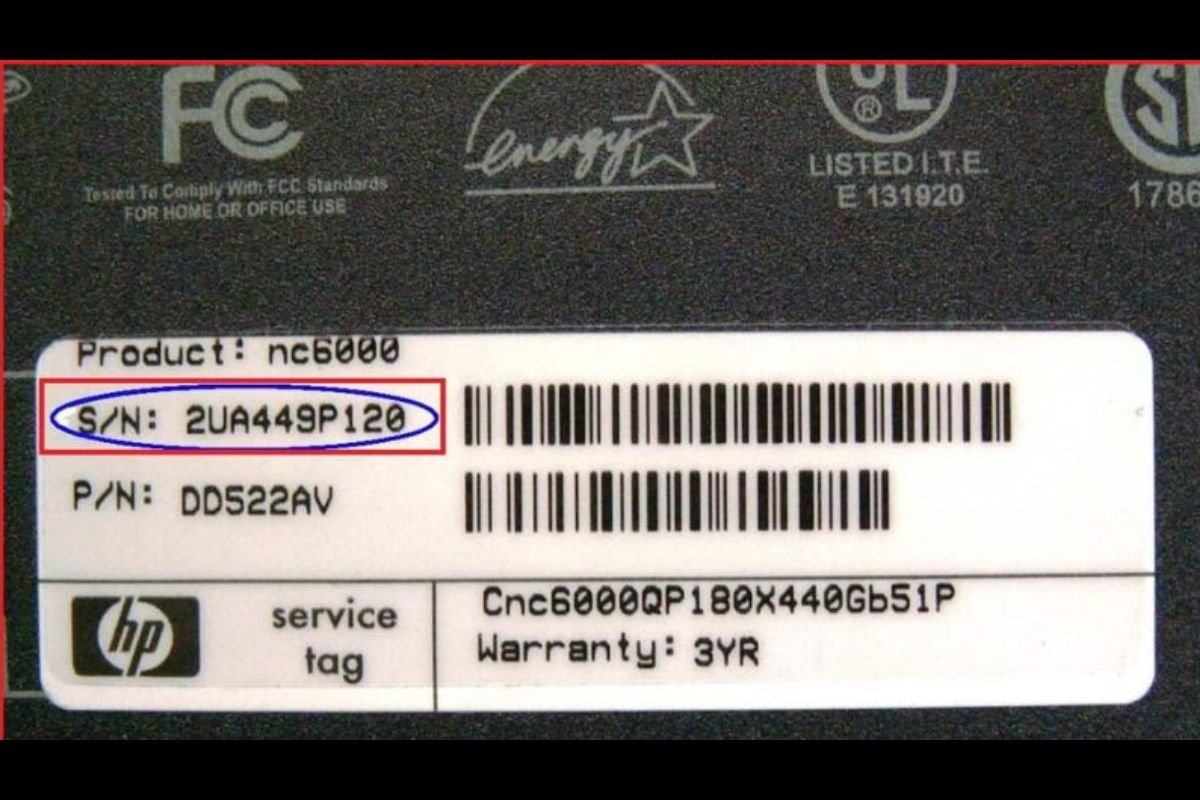 FC
Tested To Comply With FCC Standards
FOR HOME OR OFFICE USE
energy
UL
®
LISTED I.T.E.
E 131920
Product: nc6000
S/N: 2UA449P120
P/N: DD522AV
hp
service
tag
Cnc6000QP180X440Gb51P
Warranty: 3YR